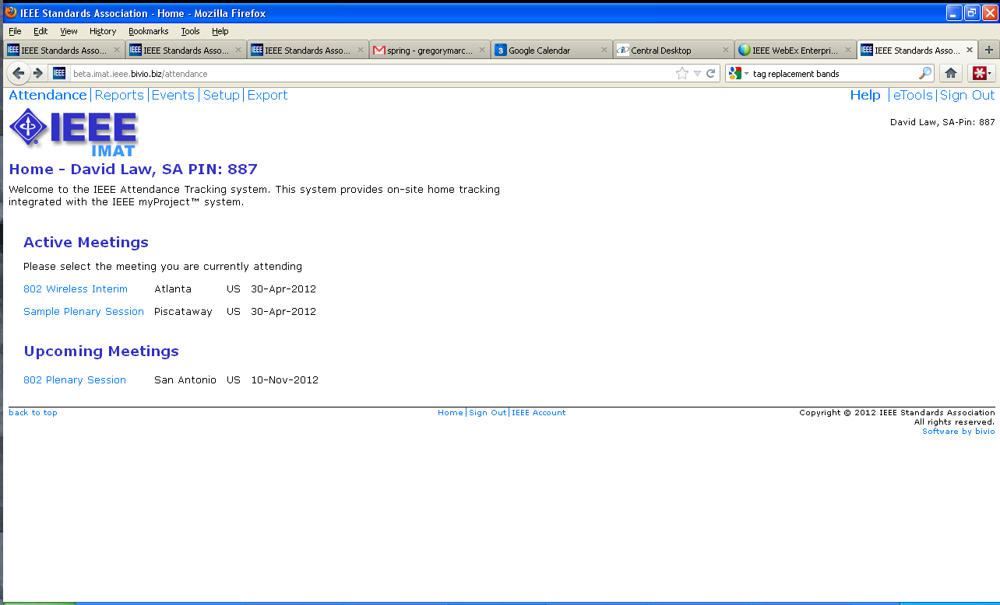 IEEE Standards Association - Home - Mozilla Firefox
File Edit View History Bookmarks Tools Help
IEEE IEEE Standards Asso... IEEE IEEE Standards Asso... IEEE IEEE Standards Asso... spring - gregorymarc... 3 Google Calendar Central Desktop IEEE WebEx Enterpri... IEEE IEEE Standards Asso...
IEEE beta.imat.ieee.bivio.biz/attendance tag replacement bands
Attendance | Reports | Events | Setup | Export Help | eTools | Sign Out
IEEE
IMAT
David Law, SA-Pin: 887
Home - David Law, SA PIN: 887
Welcome to the IEEE Attendance Tracking system. This system provides on-site home tracking
integrated with the IEEE myProject™ system.
Active Meetings
Please select the meeting you are currently attending
802 Wireless Interim Atlanta US 30-Apr-2012
Sample Plenary Session Piscataway US 30-Apr-2012
Upcoming Meetings
802 Plenary Session San Antonio US 10-Nov-2012
back to top Home | Sign Out | IEEE Account Copyright © 2012 IEEE Standards Association
All rights reserved.
Software by bivio